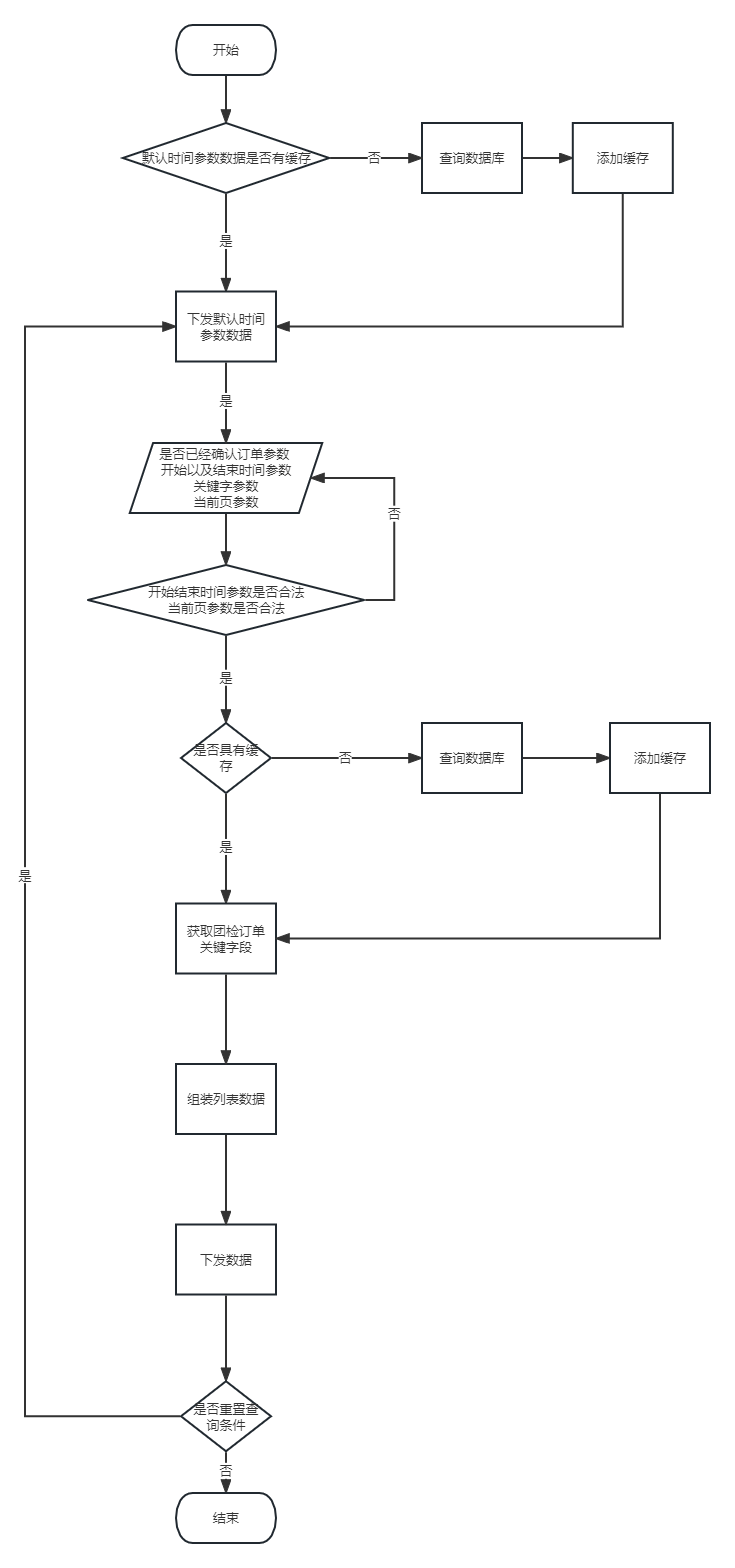 开始
默认时间参数数据是否有缓存
否
查询数据库
添加缓存
是
下发默认时间
参数数据
是
是否已经确认订单参数
开始以及结束时间参数
关键字参数
当前页参数
否
开始结束时间参数是否合法
当前页参数是否合法
是
是否具有缓
存
否
查询数据库
添加缓存
是
是
获取团检订单
关键字段
组装列表数据
下发数据
是否重置查
询条件
否
结束